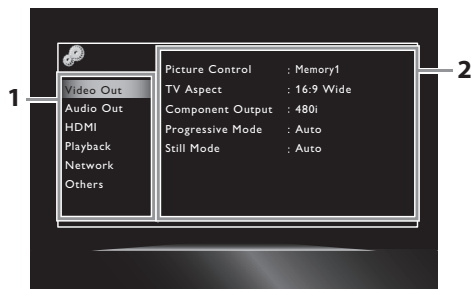 1
2
Video Out
Audio Out
HDMI
Playback
Network
Others
Picture Control : Memory1
TV Aspect : 16:9 Wide
Component Output : 480i
Progressive Mode : Auto
Still Mode : Auto